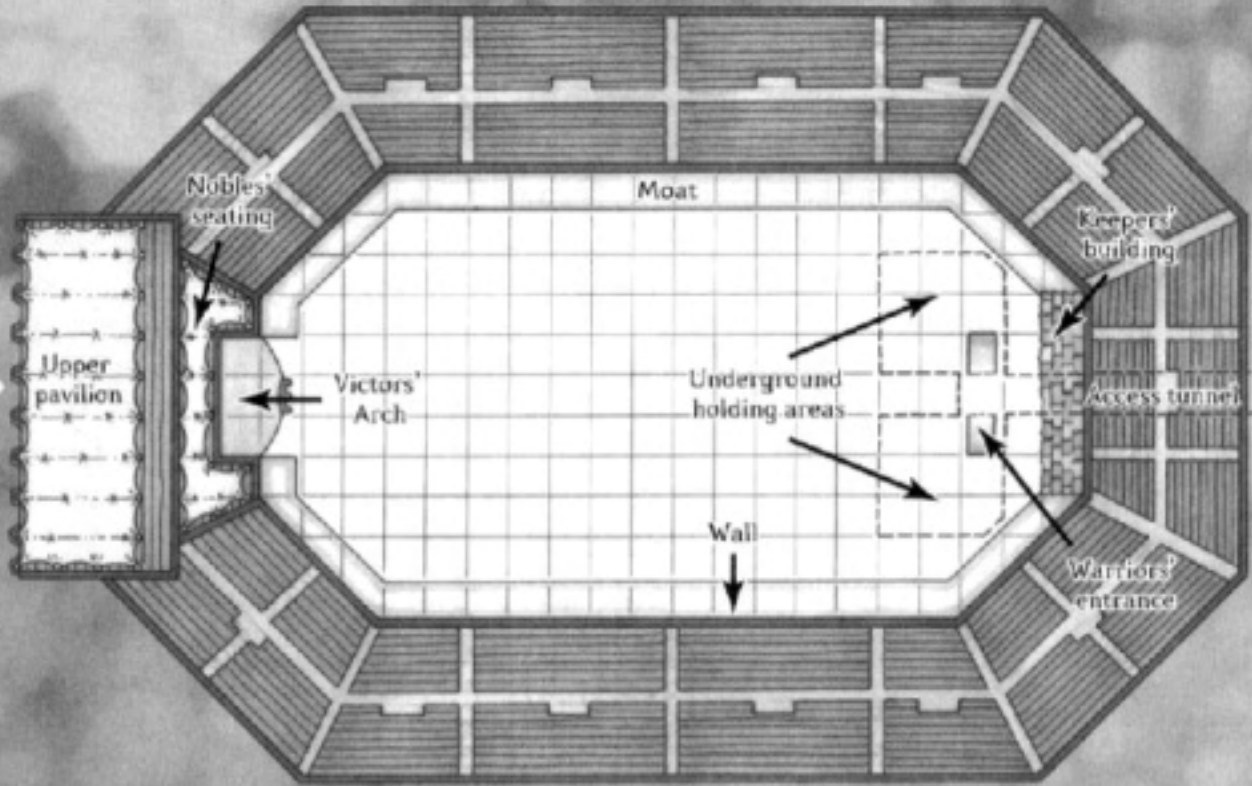 Moat
Nobles'
seating
Keepers'
building
Upper
pavilion
Victors'
Arch
Underground
holding areas
Access tunnel
Wall
Warriors'
entrance